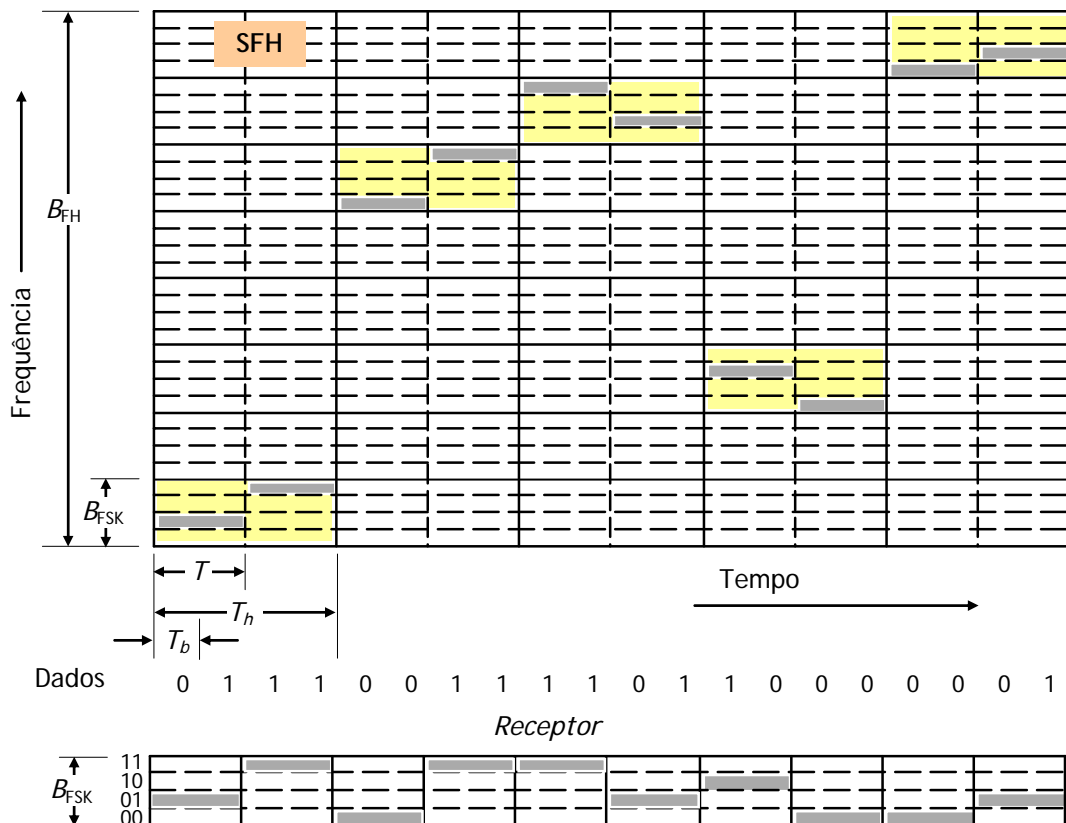 SFH
B_FH
Frequência
B_FSK
T
Tempo
T_h
T_b
Dados 0 1 1 1 0 0 1 1 1 1 0 1 1 0 0 0 0 0 0 1
Receptor
B_FSK
11
10
01
00